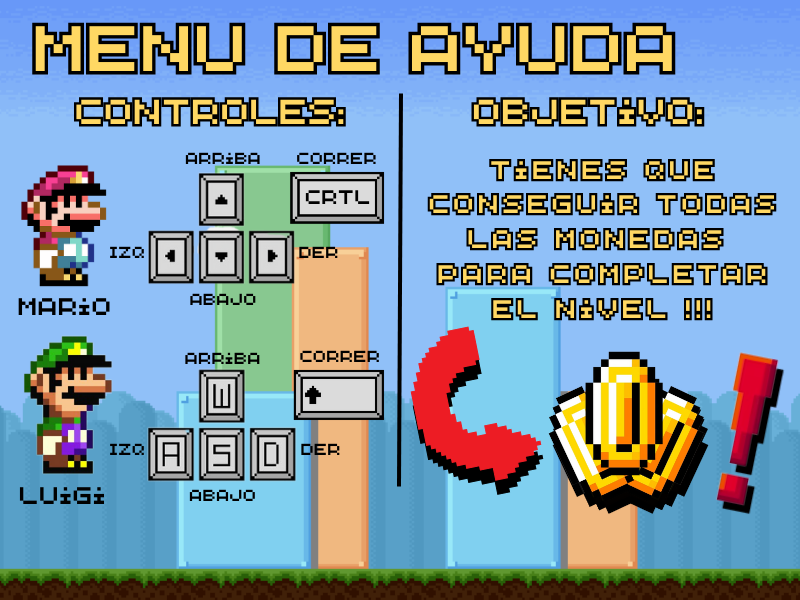 MENU DE AYUDA
CONTROLES:
ARRiBA CORRER
CRTL
IZQ DER
ABAJO
MARiO
ARRiBA CORRER
W
IZQ A S D DER
ABAJO
LUiGi
OBJETiVO:
TiENES QUE
CONSEGUiR TODAS
LAS MONEDAS
PARA COMPLETAR
EL NiVEL !!!
!